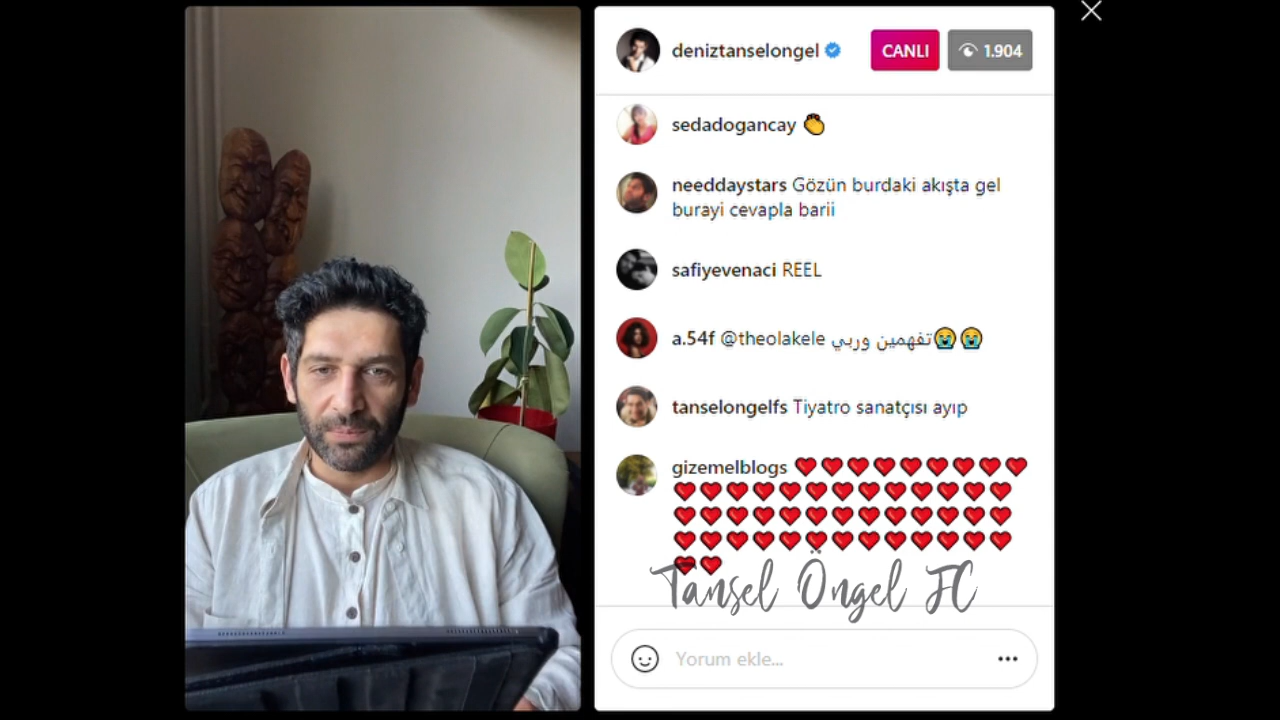 deniztanselongel
CANLI
1.904
sedadogancay 👏
needdaystars Gözün burdaki akışta gel
burayi cevapla barii
safiyevenaci REEL
a.54f @theolakele تفهمين وربي😭😭
tanselongelfs Tiyatro sanatçısı ayıp
gizemelblogs ❤❤❤❤❤❤❤❤❤
❤❤❤❤❤❤❤❤❤❤❤❤❤
❤❤❤❤❤❤❤❤❤❤❤❤❤
❤❤❤❤❤❤❤❤❤❤❤❤❤
❤❤
Tansel Öngel FC
Yorum ekle...